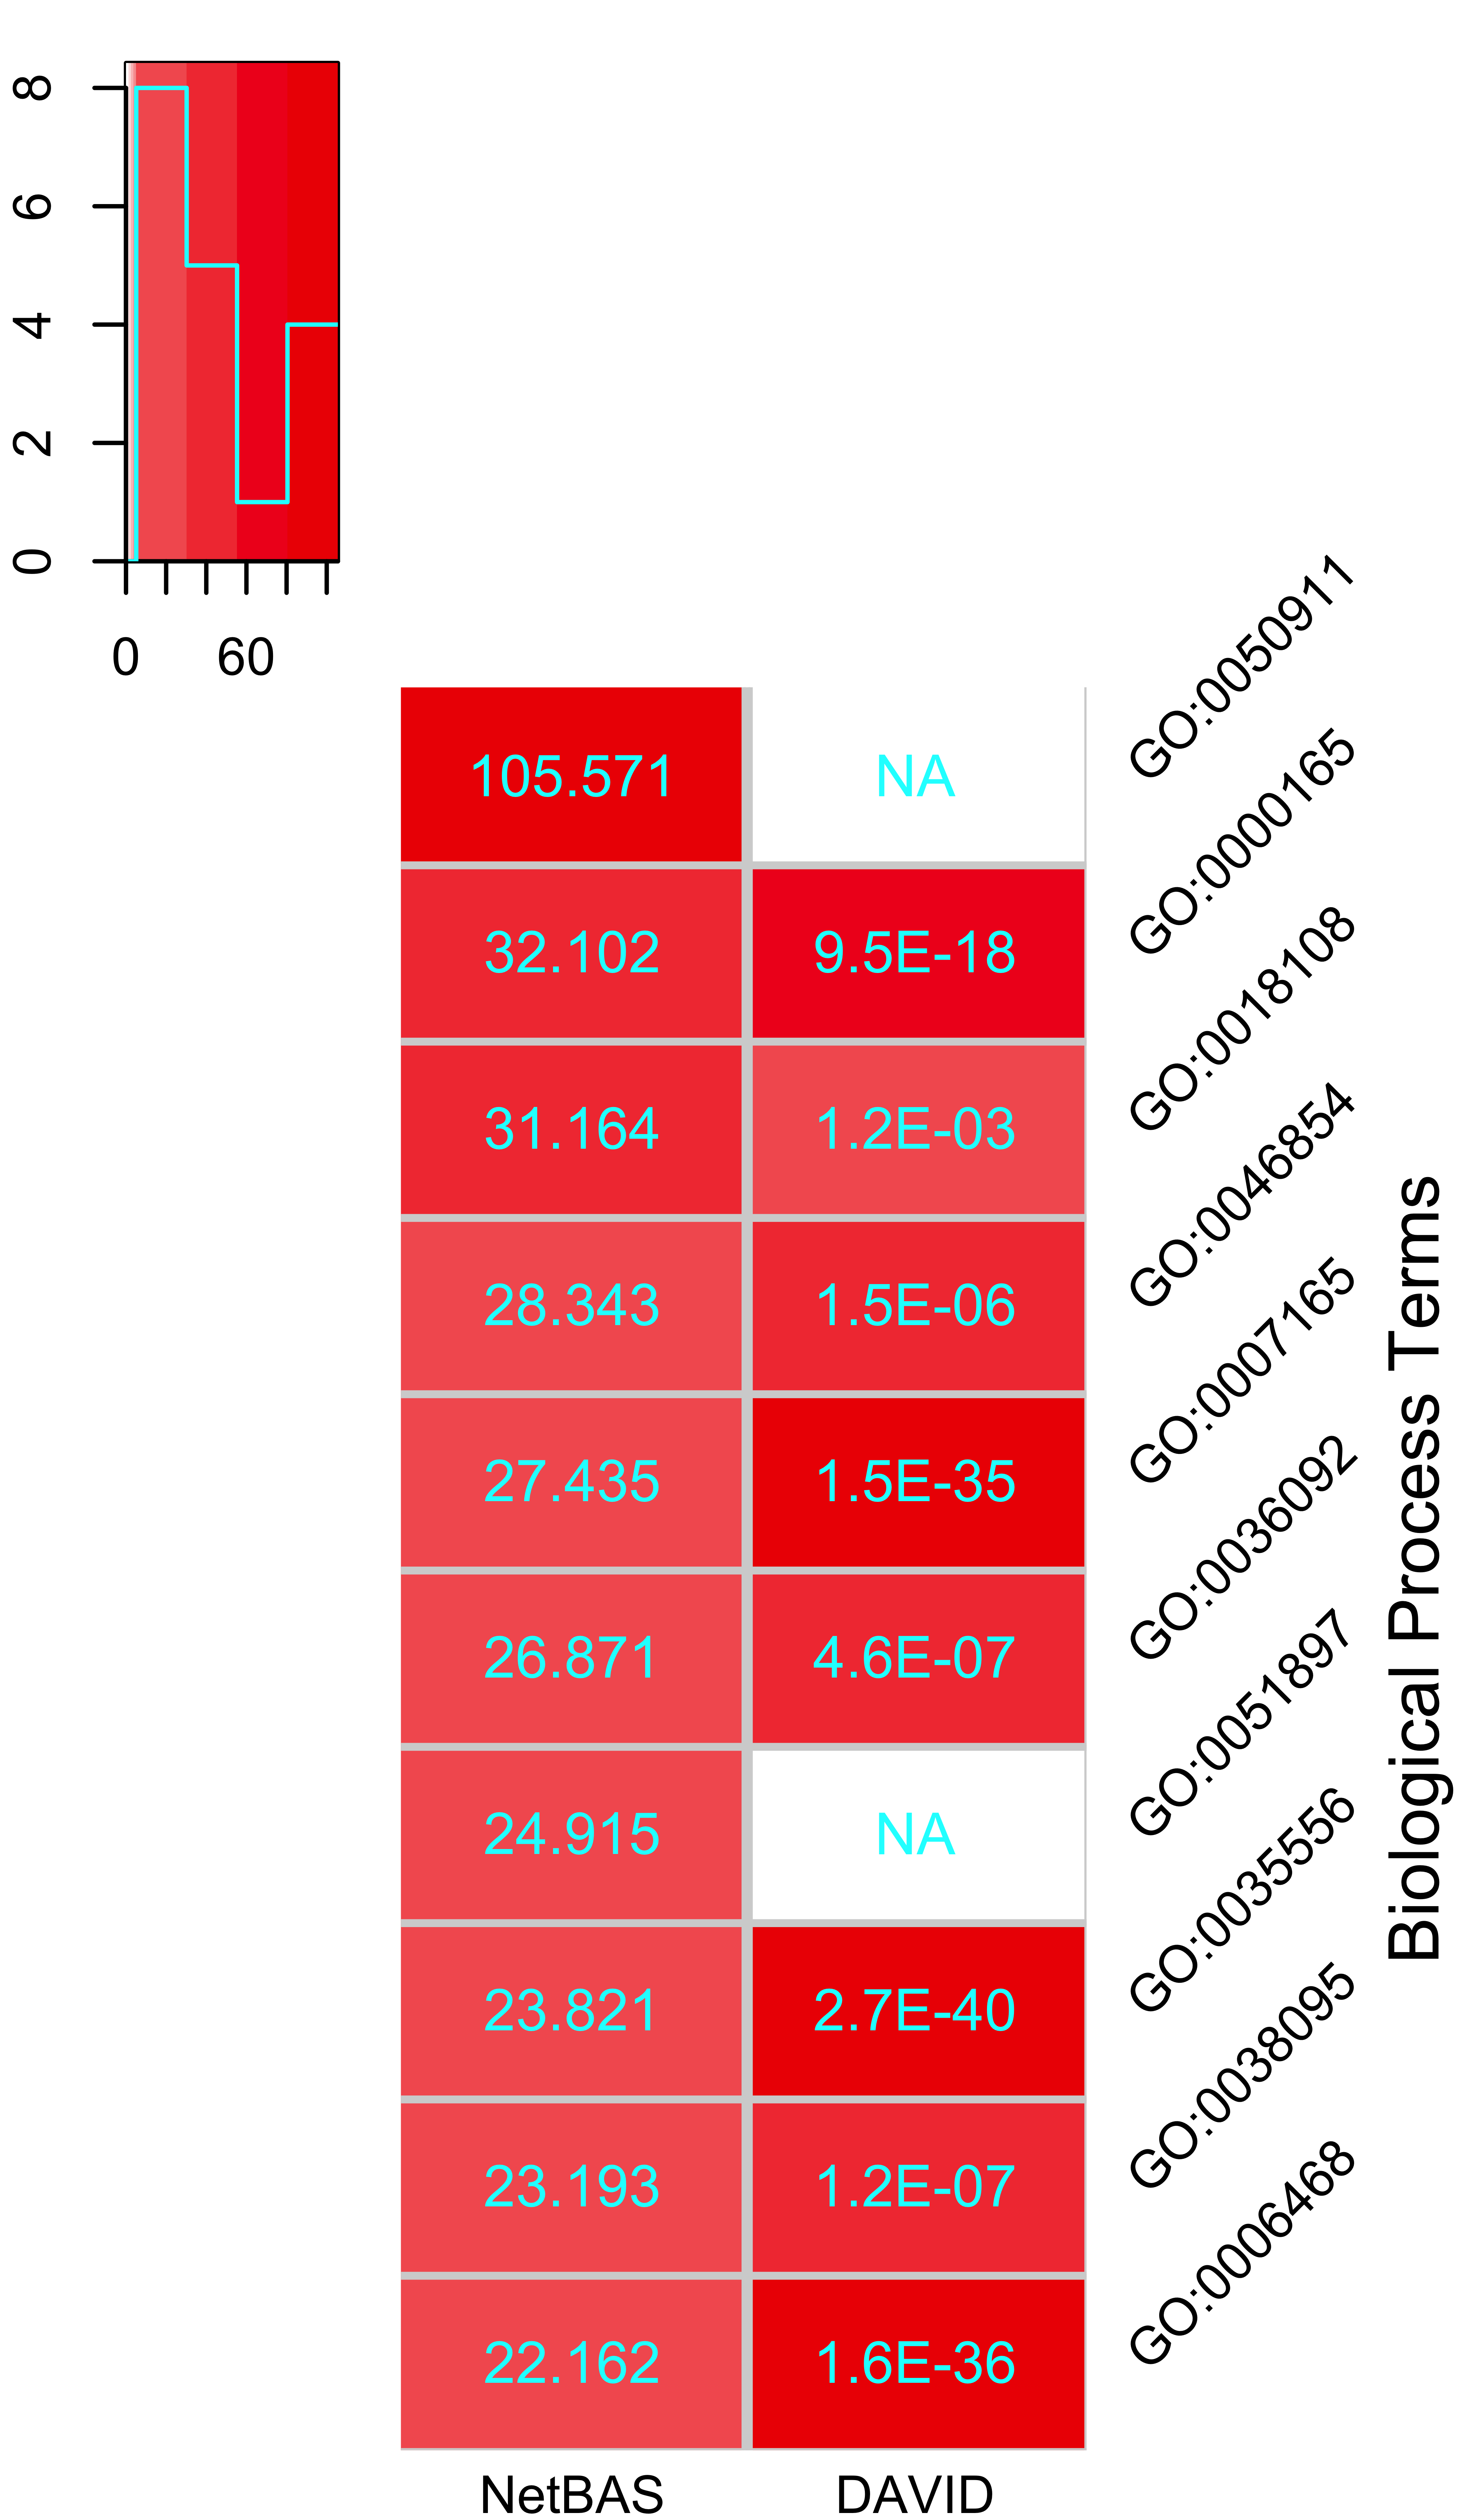 8
6
4
2
0
0 60
105.571 NA GO:0050911
32.102 9.5E-18 GO:0000165
31.164 1.2E-03 GO:0018108
28.343 1.5E-06 GO:0046854
27.435 1.5E-35 GO:0007165
26.871 4.6E-07 GO:0036092
24.915 NA GO:0051897
23.821 2.7E-40 GO:0035556
23.193 1.2E-07 GO:0038095
22.162 1.6E-36 GO:0006468
NetBAS DAVID
Biological Process Terms